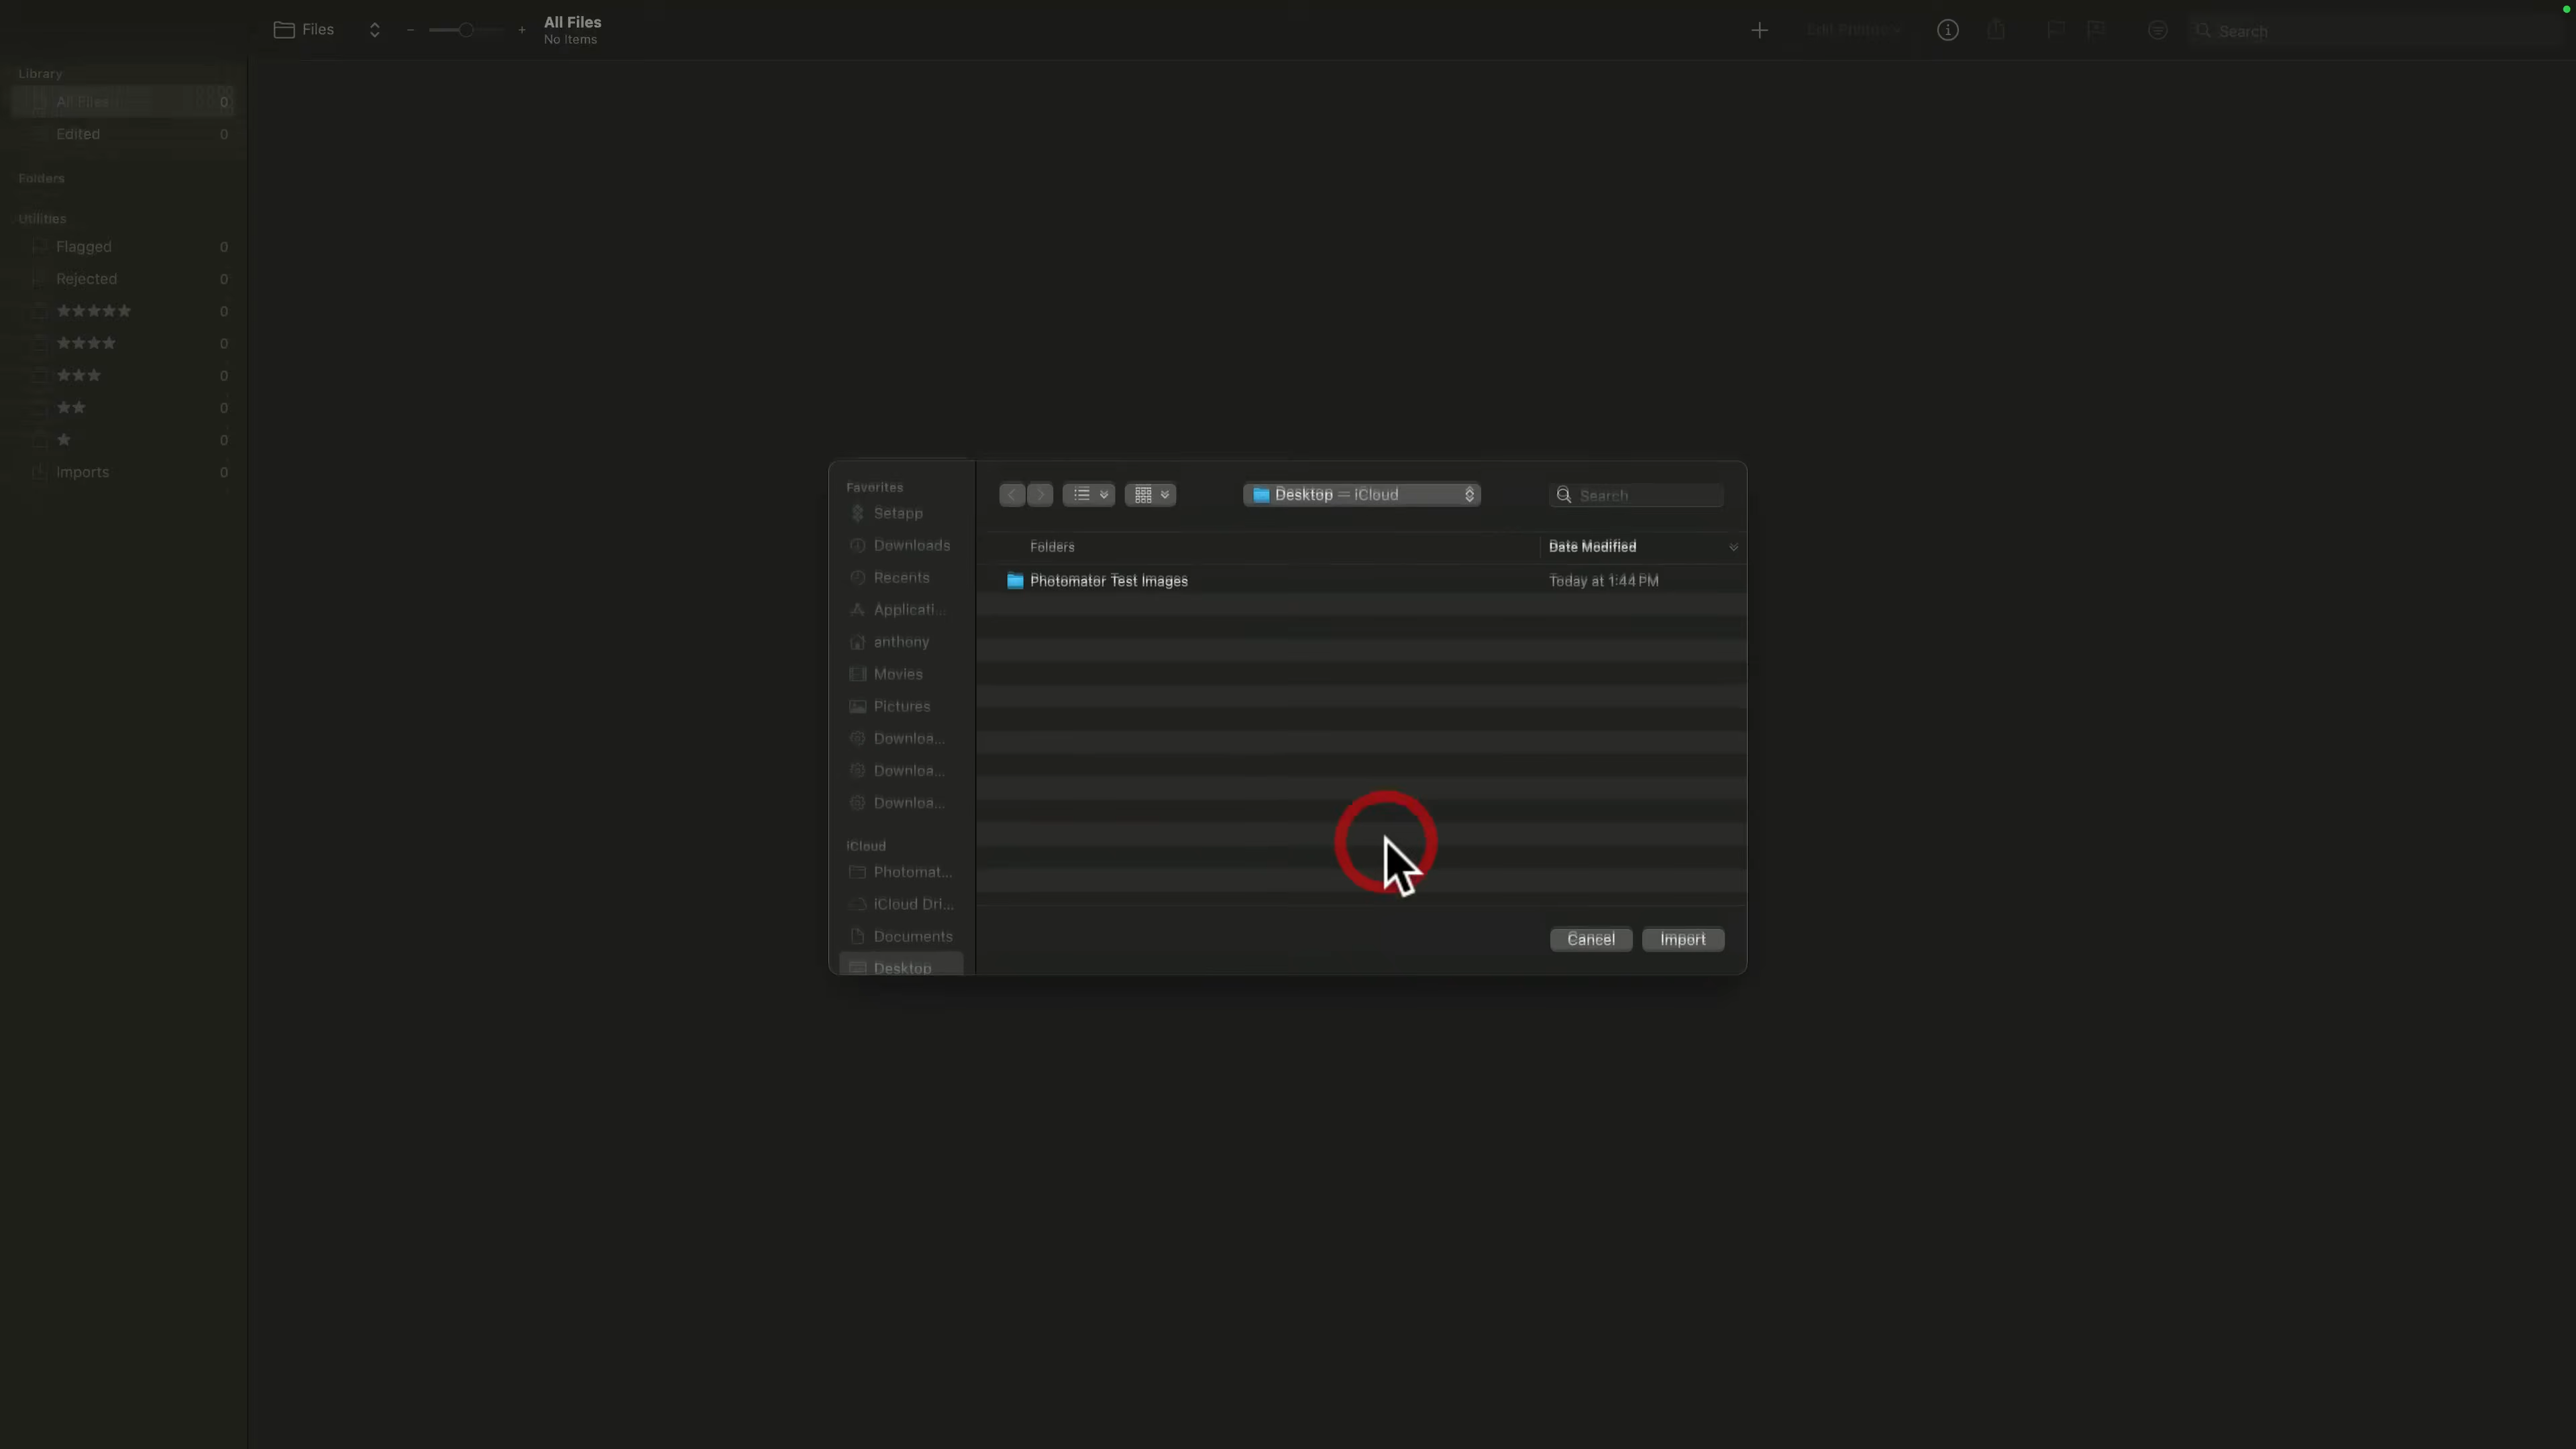 Files
All Files
No Items
Search
Library
All Files 0
Edited 0
Folders
Utilities
Flagged 0
Rejected 0
★★★★★ 0
★★★★ 0
★★★ 0
★★ 0
★ 0
Imports 0
Favorites
Setapp
Downloads
Recents
Applicati...
anthony
Movies
Pictures
Downloa...
Downloa...
Downloa...
iCloud
Photomat...
iCloud Dri...
Documents
Desktop
Desktop — iCloud
Search
Folders Date Modified
Photomator Test Images Today at 1:44 PM
Cancel Import